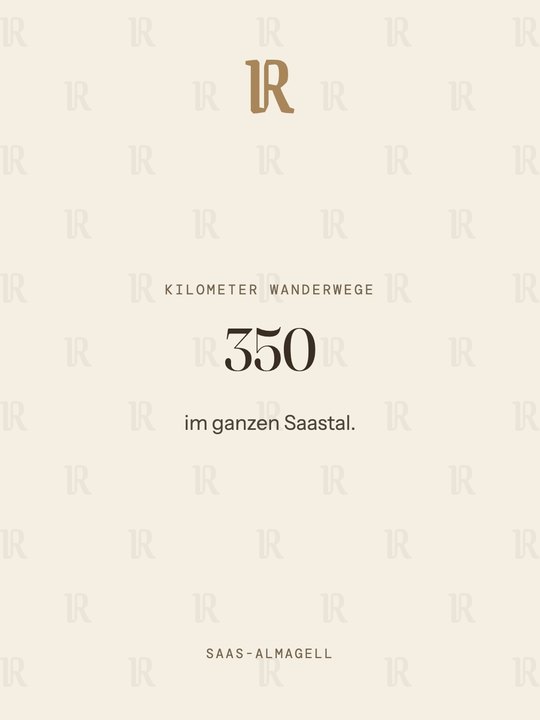 R
KILOMETER WANDERWEGE
350
im ganzen Saastal.
SAAS-ALMAGELL